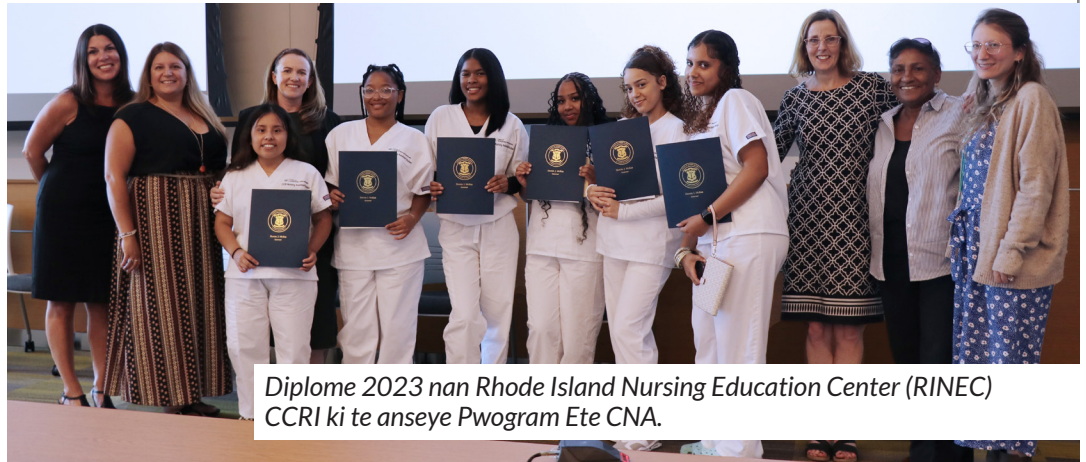 Diplome 2023 nan Rhode Island Nursing Education Center (RINEC)
CCRI ki te anseye Pwogram Ete CNA.